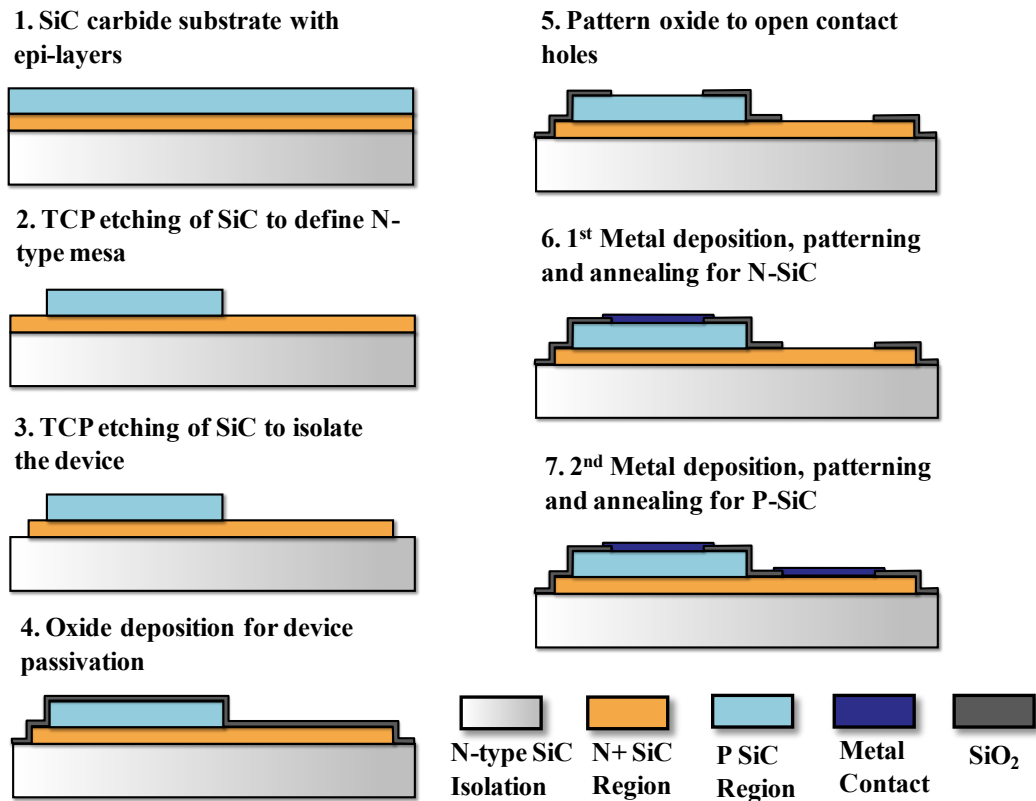 1. SiC carbide substrate with
epi-layers
2. TCP etching of SiC to define N-
type mesa
3. TCP etching of SiC to isolate
the device
4. Oxide deposition for device
passivation
5. Pattern oxide to open contact
holes
6. 1st Metal deposition, patterning
and annealing for N-SiC
7. 2nd Metal deposition, patterning
and annealing for P-SiC
N-type SiC
Isolation
N+ SiC
Region
P SiC
Region
Metal
Contact
SiO₂